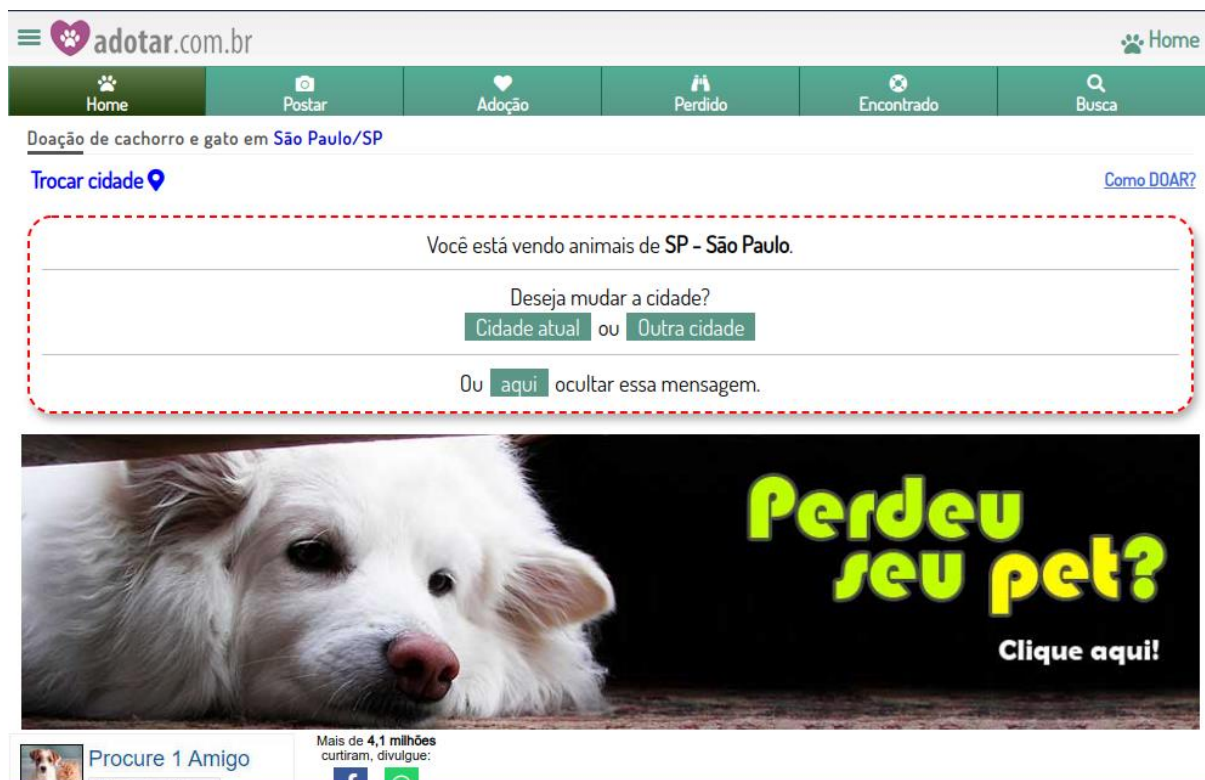 adotar.com.br
Home
Home
Postar
Adoção
Perdido
Encontrado
Busca
Doação de cachorro e gato em São Paulo/SP
Trocar cidade
Como DOAR?
Você está vendo animais de SP - São Paulo.
Deseja mudar a cidade?
Cidade atual ou Outra cidade
Ou aqui ocultar essa mensagem.
Perdeu
seu pet?
Clique aqui!
Procure 1 Amigo
Mais de 4,1 milhões
curtiram, divulgue: